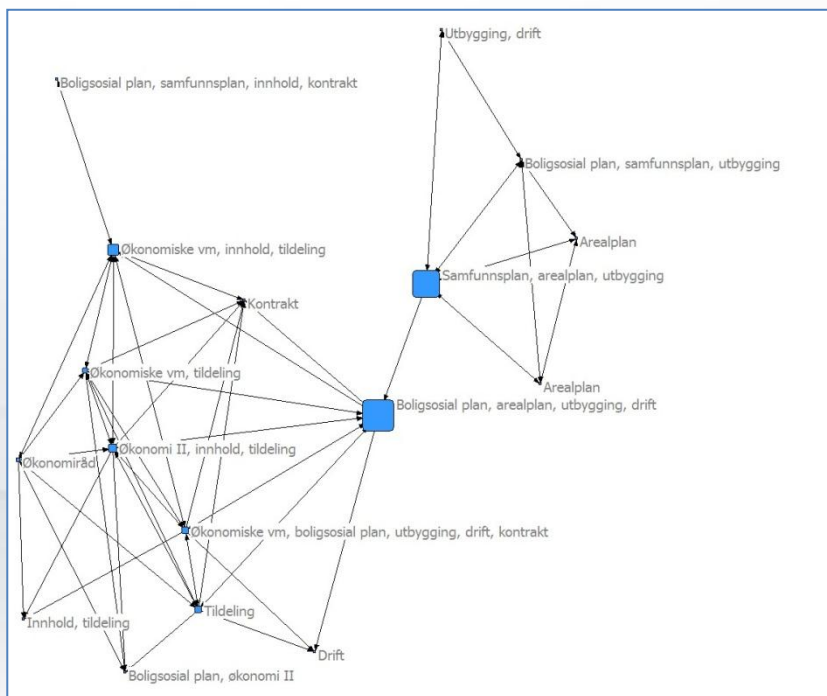 Utbygging, drift
Boligsosial plan, samfunnsplan, innhold, kontrakt
Boligsosial plan, samfunnsplan, utbygging
Arealplan
Økonomiske vm, innhold, tildeling
Samfunnsplan, arealplan, utbygging
Kontrakt
Økonomiske vm, tildeling
Arealplan
Boligsosial plan, arealplan, utbygging, drift
Økonomi II, innhold, tildeling
Økonomiråd
Økonomiske vm, boligsosial plan, utbygging, drift, kontrakt
Tildeling
Innhold, tildeling
Drift
Boligsosial plan, økonomi II